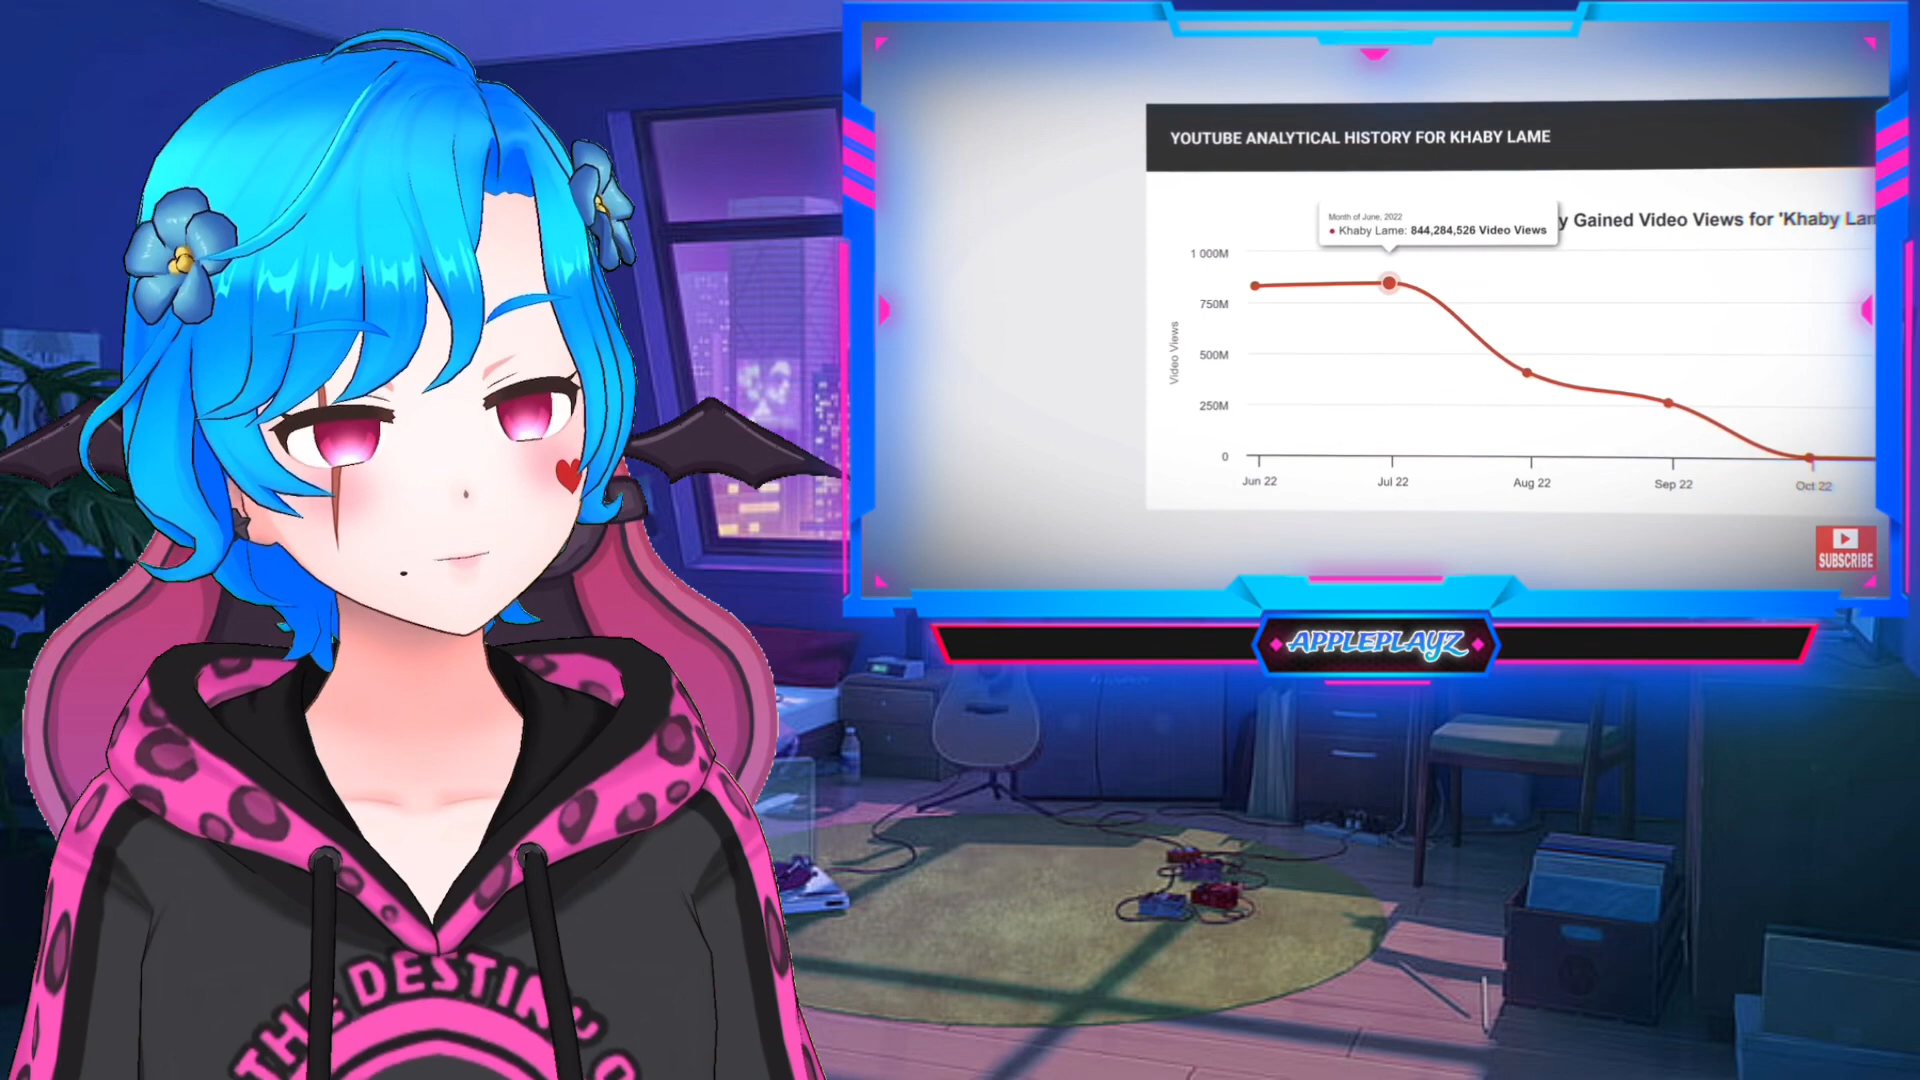 YOUTUBE ANALYTICAL HISTORY FOR KHABY LAME
Month of June, 2022
● Khaby Lame: 844,284,526 Video Views
y Gained Video Views for 'Khaby Lam
1 000M
750M
500M
250M
0
Video Views
Jun 22
Jul 22
Aug 22
Sep 22
Oct 22
SUBSCRIBE
APPLEPLAYZ
THE DESTINY O